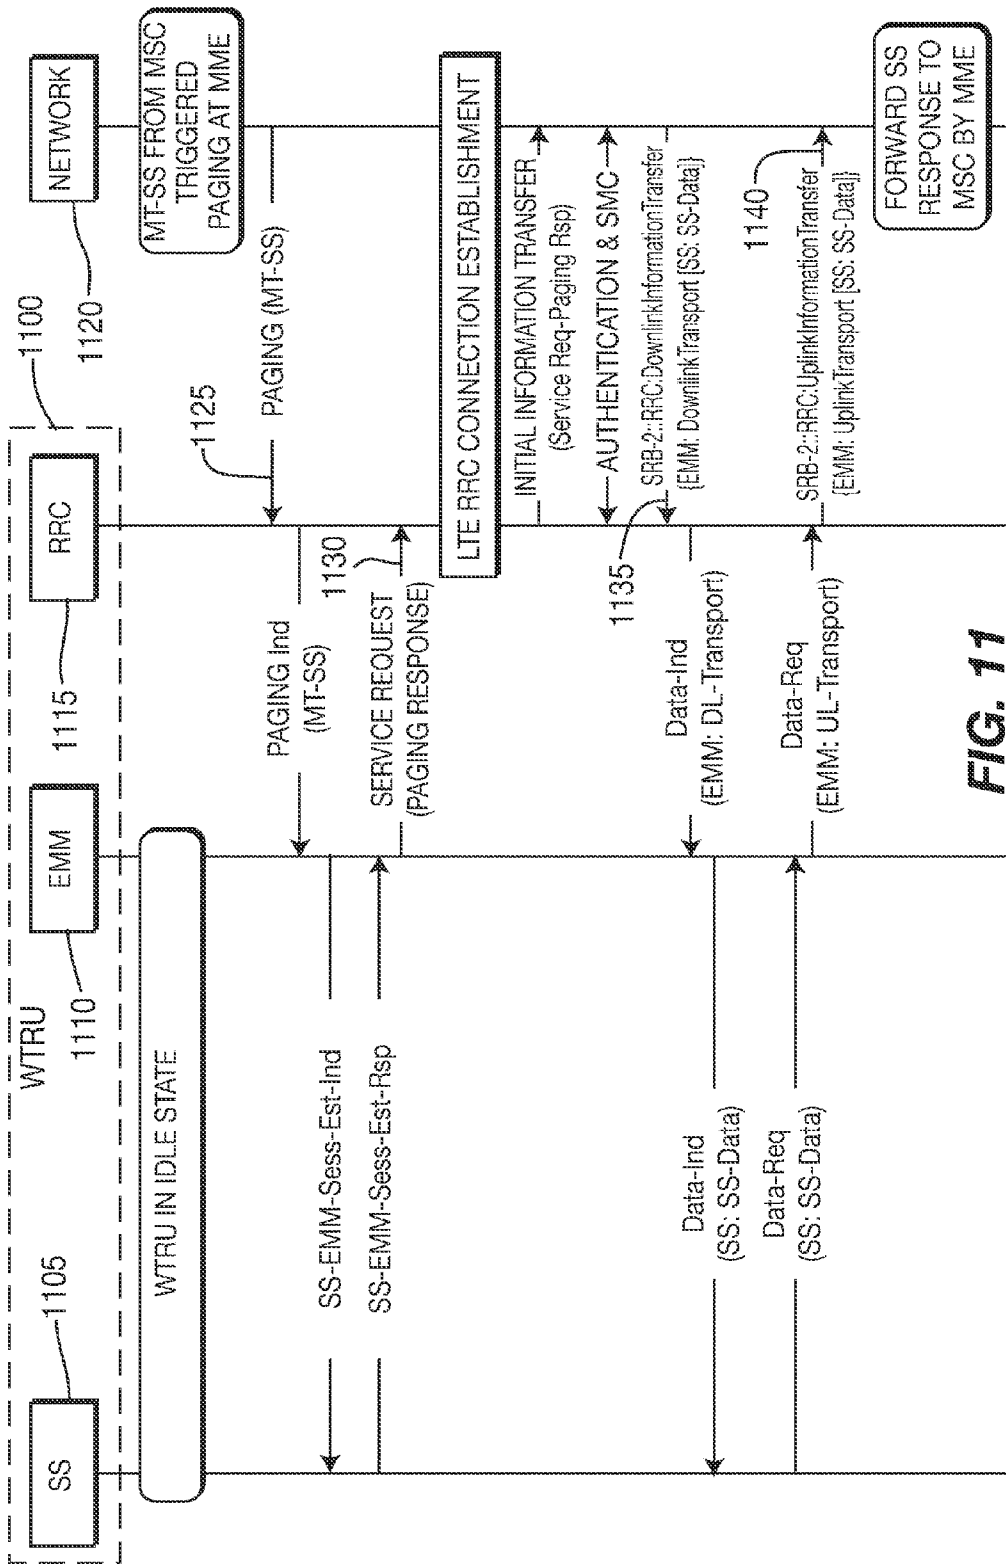 WTRU
1100
SS
1105
EMM
1110
RRC
1115
NETWORK
1120
WTRU IN IDLE STATE
MT-SS FROM MSC
TRIGGERED
PAGING AT MME
PAGING (MT-SS)
1125
PAGING Ind
(MT-SS)
SS-EMM-Sess-Est-Ind
SS-EMM-Sess-Est-Rsp
SERVICE REQUEST
(PAGING RESPONSE)
1130
LTE RRC CONNECTION ESTABLISHMENT
INITIAL INFORMATION TRANSFER
(Service Req-Paging Rsp)
AUTHENTICATION & SMC
SRB-2::RRC:DownlinkInformationTransfer
{EMM: DownlinkTransport [SS: SS-Data]}
1135
Data-Ind
(EMM: DL-Transport)
Data-Ind
(SS: SS-Data)
Data-Req
(SS: SS-Data)
Data-Req
(EMM: UL-Transport)
SRB-2::RRC:UplinkInformationTransfer
{EMM: UplinkTransport [SS: SS-Data]}
1140
FORWARD SS
RESPONSE TO
MSC BY MME
FIG. 11